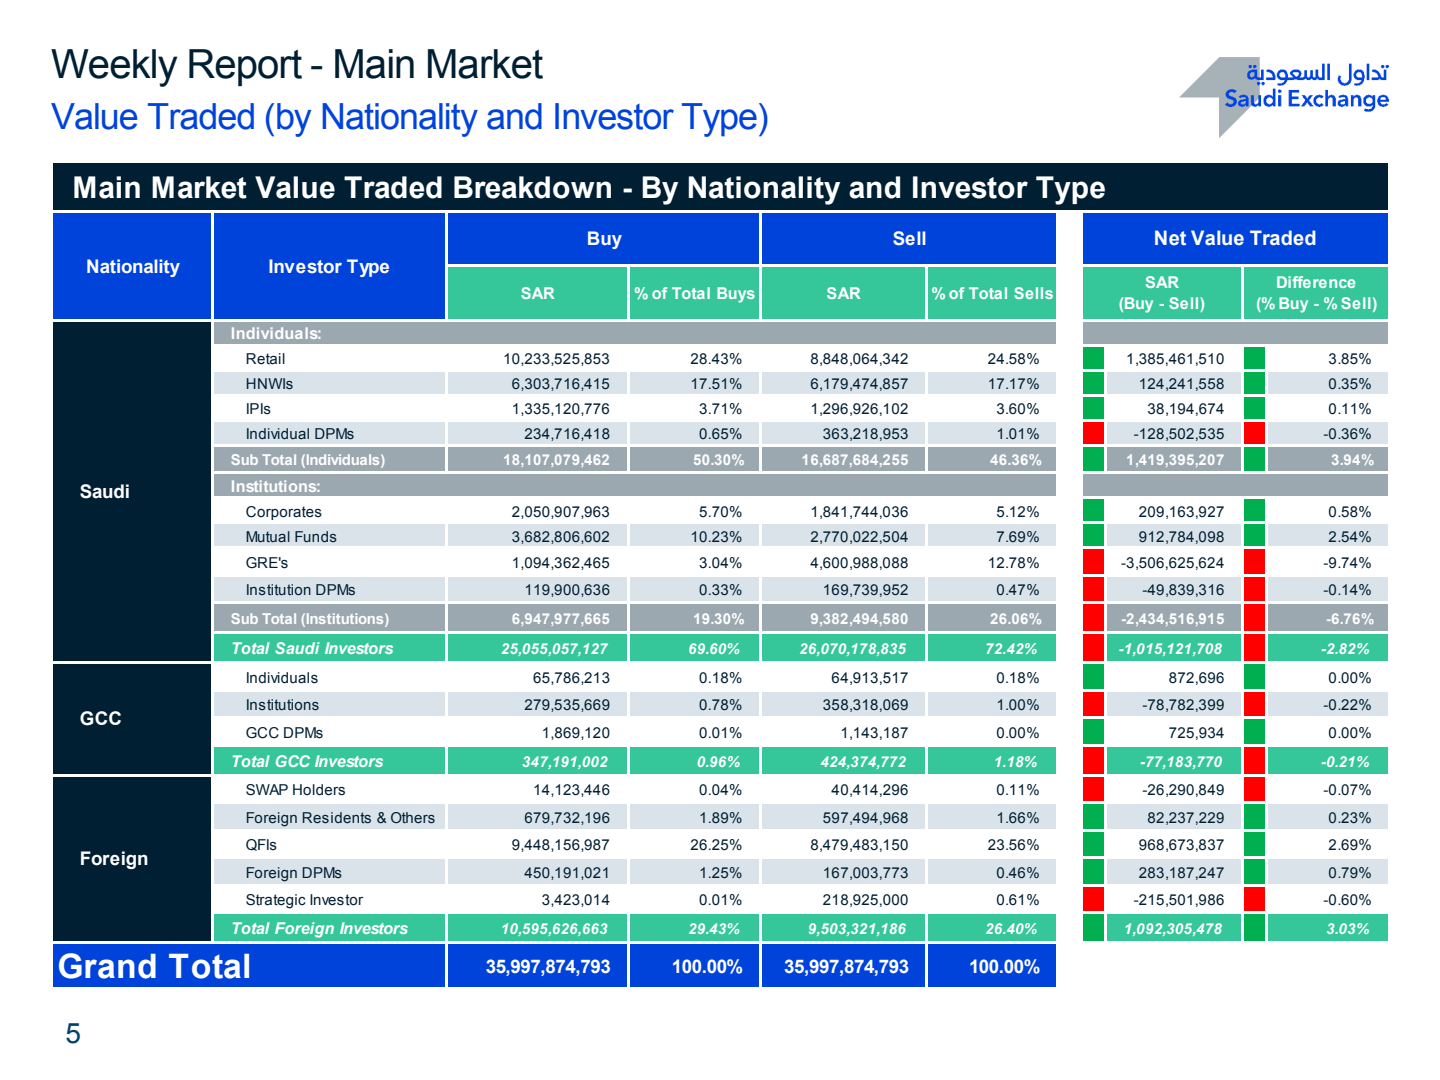 Weekly Report - Main Market
Value Traded (by Nationality and Investor Type)
تداول السعودية
Saudi Exchange
Main Market Value Traded Breakdown - By Nationality and Investor Type
Nationality Investor Type Buy Sell Net Value Traded
SAR % of Total Buys SAR % of Total Sells SAR (Buy - Sell) Difference (% Buy - % Sell)
Saudi
Individuals:
Retail 10,233,525,853 28.43% 8,848,064,342 24.58% 1,385,461,510 3.85%
HNWIs 6,303,716,415 17.51% 6,179,474,857 17.17% 124,241,558 0.35%
IPIs 1,335,120,776 3.71% 1,296,926,102 3.60% 38,194,674 0.11%
Individual DPMs 234,716,418 0.65% 363,218,953 1.01% -128,502,535 -0.36%
Sub Total (Individuals) 18,107,079,462 50.30% 16,687,684,255 46.36% 1,419,395,207 3.94%
Institutions:
Corporates 2,050,907,963 5.70% 1,841,744,036 5.12% 209,163,927 0.58%
Mutual Funds 3,682,806,602 10.23% 2,770,022,504 7.69% 912,784,098 2.54%
GRE's 1,094,362,465 3.04% 4,600,988,088 12.78% -3,506,625,624 -9.74%
Institution DPMs 119,900,636 0.33% 169,739,952 0.47% -49,839,316 -0.14%
Sub Total (Institutions) 6,947,977,665 19.30% 9,382,494,580 26.06% -2,434,516,915 -6.76%
Total Saudi Investors 25,055,057,127 69.60% 26,070,178,835 72.42% -1,015,121,708 -2.82%
GCC
Individuals 65,786,213 0.18% 64,913,517 0.18% 872,696 0.00%
Institutions 279,535,669 0.78% 358,318,069 1.00% -78,782,399 -0.22%
GCC DPMs 1,869,120 0.01% 1,143,187 0.00% 725,934 0.00%
Total GCC Investors 347,191,002 0.96% 424,374,772 1.18% -77,183,770 -0.21%
Foreign
SWAP Holders 14,123,446 0.04% 40,414,296 0.11% -26,290,849 -0.07%
Foreign Residents & Others 679,732,196 1.89% 597,494,968 1.66% 82,237,229 0.23%
QFIs 9,448,156,987 26.25% 8,479,483,150 23.56% 968,673,837 2.69%
Foreign DPMs 450,191,021 1.25% 167,003,773 0.46% 283,187,247 0.79%
Strategic Investor 3,423,014 0.01% 218,925,000 0.61% -215,501,986 -0.60%
Total Foreign Investors 10,595,626,663 29.43% 9,503,321,186 26.40% 1,092,305,478 3.03%
Grand Total 35,997,874,793 100.00% 35,997,874,793 100.00%
5